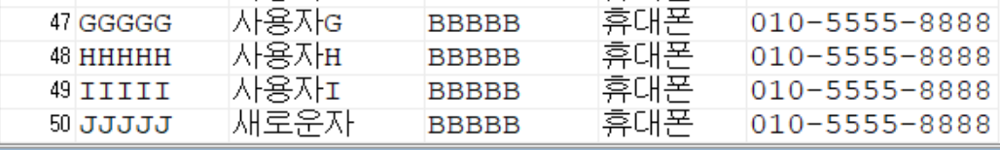 47 GGGGG 사용자G BBBBB 휴대폰 010-5555-8888
48 HHHHH 사용자H BBBBB 휴대폰 010-5555-8888
49 IIIII 사용자I BBBBB 휴대폰 010-5555-8888
50 JJJJJ 새로운자 BBBBB 휴대폰 010-5555-8888